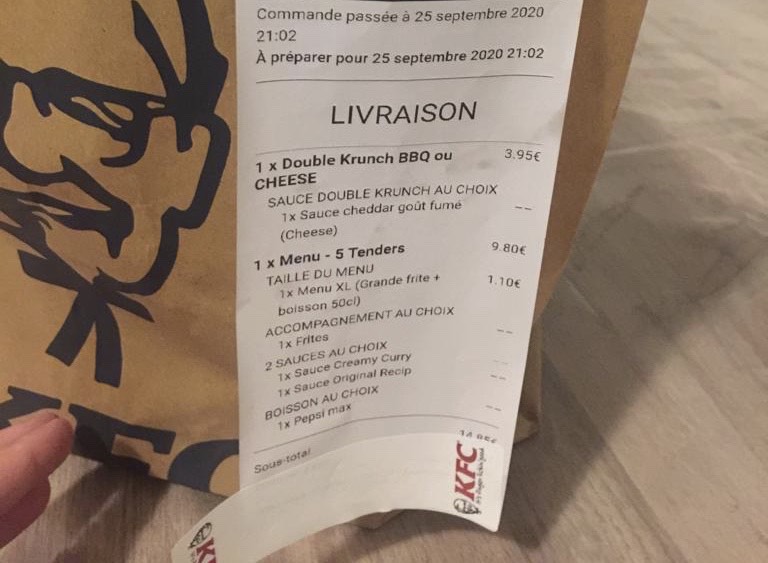 Commande passée à 25 septembre 2020
21:02
À préparer pour 25 septembre 2020 21:02
LIVRAISON
1 x Double Krunch BBQ ou 3.95€
CHEESE
SAUCE DOUBLE KRUNCH AU CHOIX
1x Sauce cheddar goût fumé --
(Cheese)
1 x Menu - 5 Tenders 9.80€
TAILLE DU MENU
1x Menu XL (Grande frite + 1.10€
boisson 50cl)
ACCOMPAGNEMENT AU CHOIX
1x Frites --
2 SAUCES AU CHOIX
1x Sauce Creamy Curry --
1x Sauce Original Recip --
BOISSON AU CHOIX
1x Pepsi max --
Sous-total 14.85€
KFC